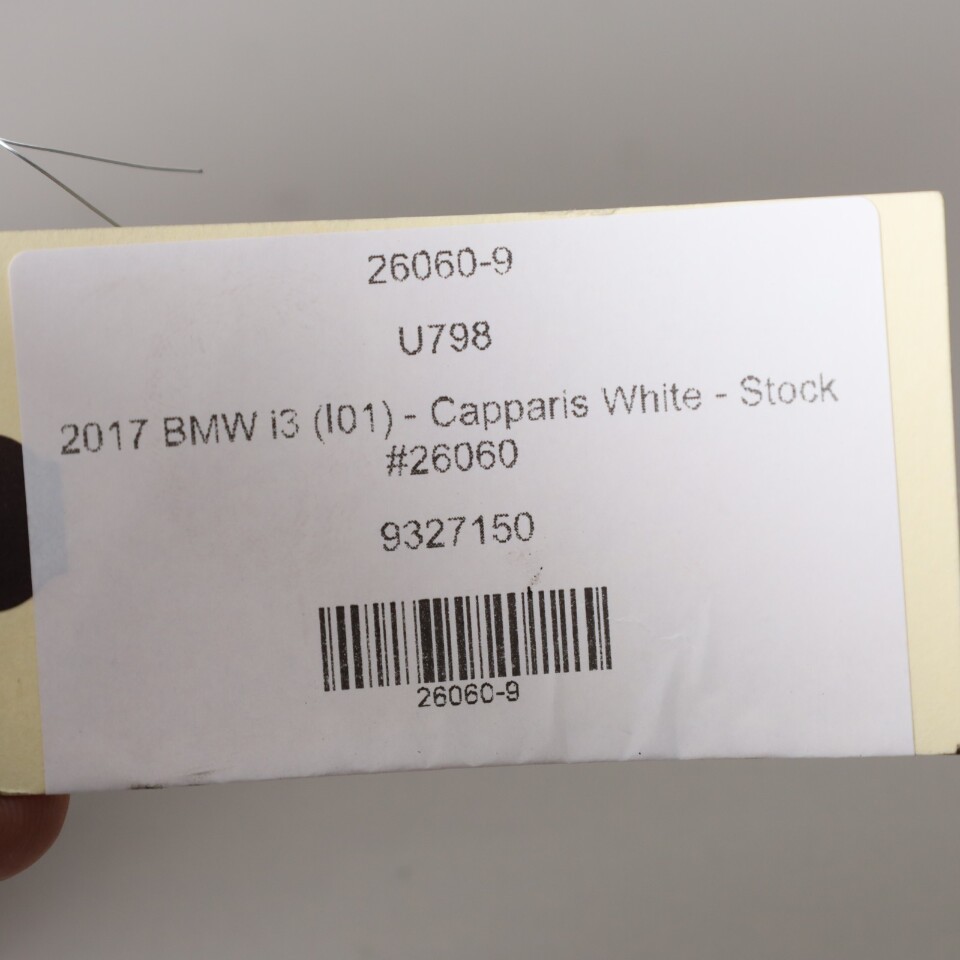 26060-9
U798
2017 BMW i3 (I01) - Capparis White - Stock
#26060
9327150
26060-9